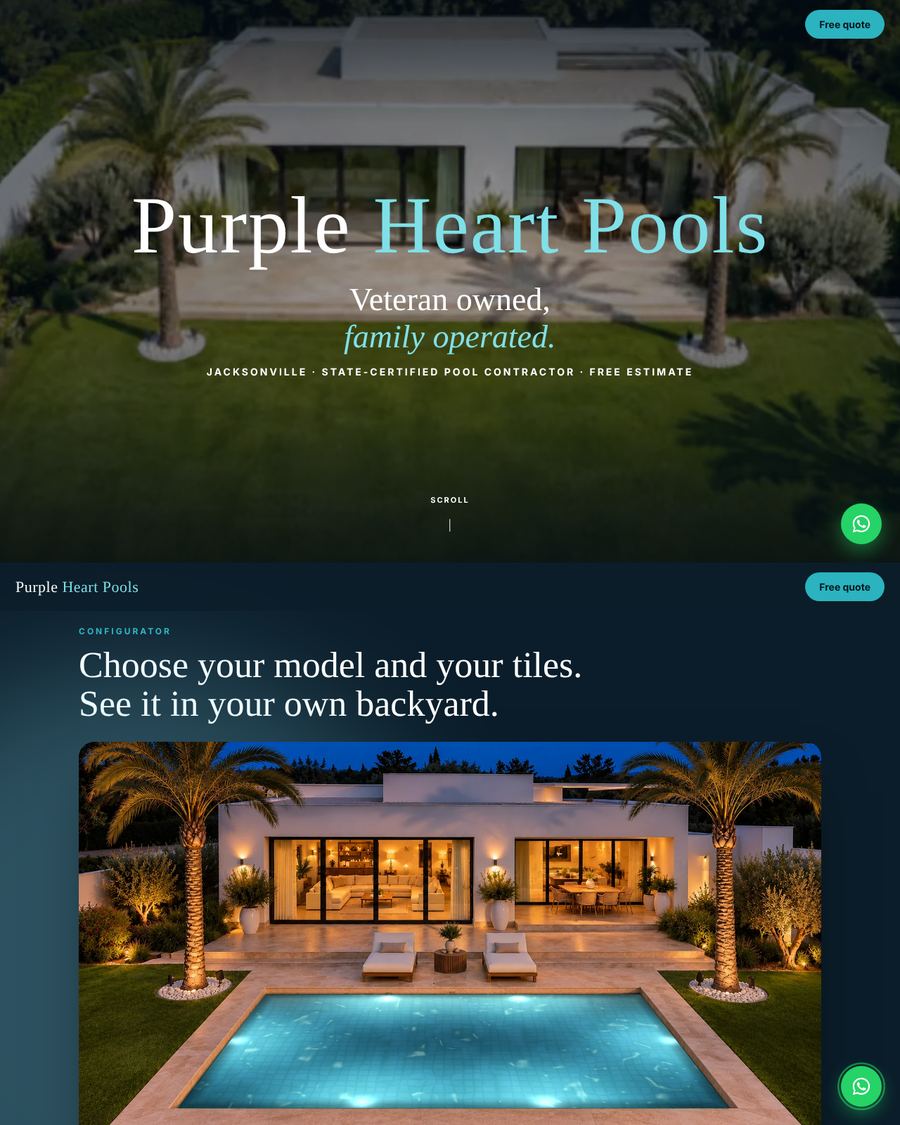 Free quote
Purple Heart Pools
Veteran owned,
family operated.
JACKSONVILLE · STATE-CERTIFIED POOL CONTRACTOR · FREE ESTIMATE
SCROLL
Purple Heart Pools
Free quote
CONFIGURATOR
Choose your model and your tiles.
See it in your own backyard.